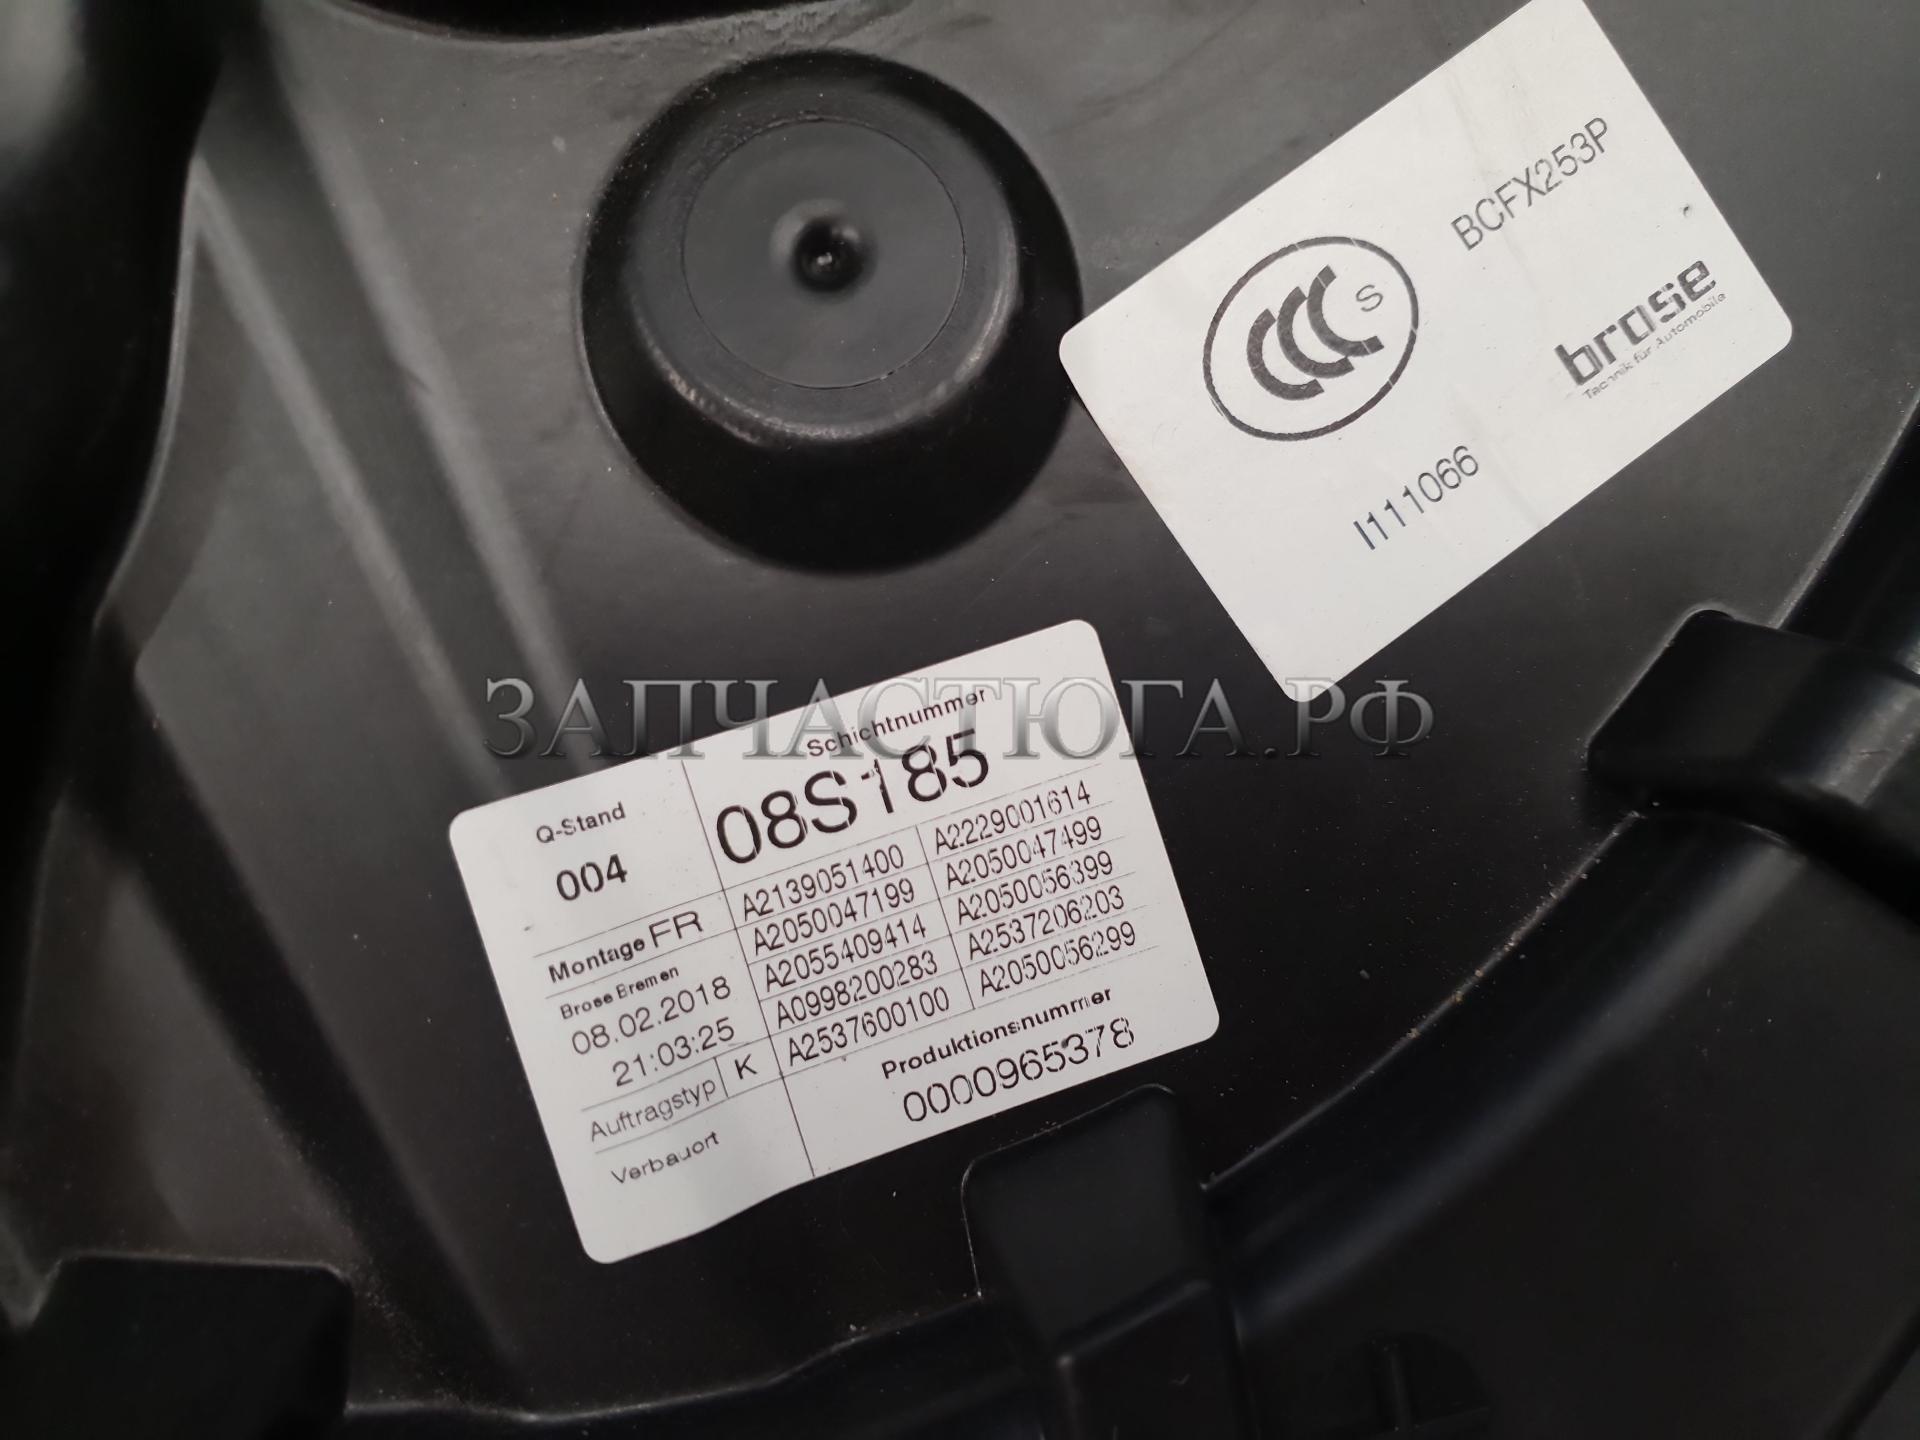 BCFX253P
S
brose
Technik für Automobile
I111066
ЗАПЧАСТЮГА.РФ
Q-Stand
004
Schichtnummer
08S185
Montage FR
Brose Bremen
08.02.2018
21:03:25
Auftragstyp K
Verbauort
A2139051400 A2229001614
A2050047199 A2050047499
A2055409414 A2050056399
A0998200283 A2537206203
A2537600100 A2050056299
Produktionsnummer
0000965378